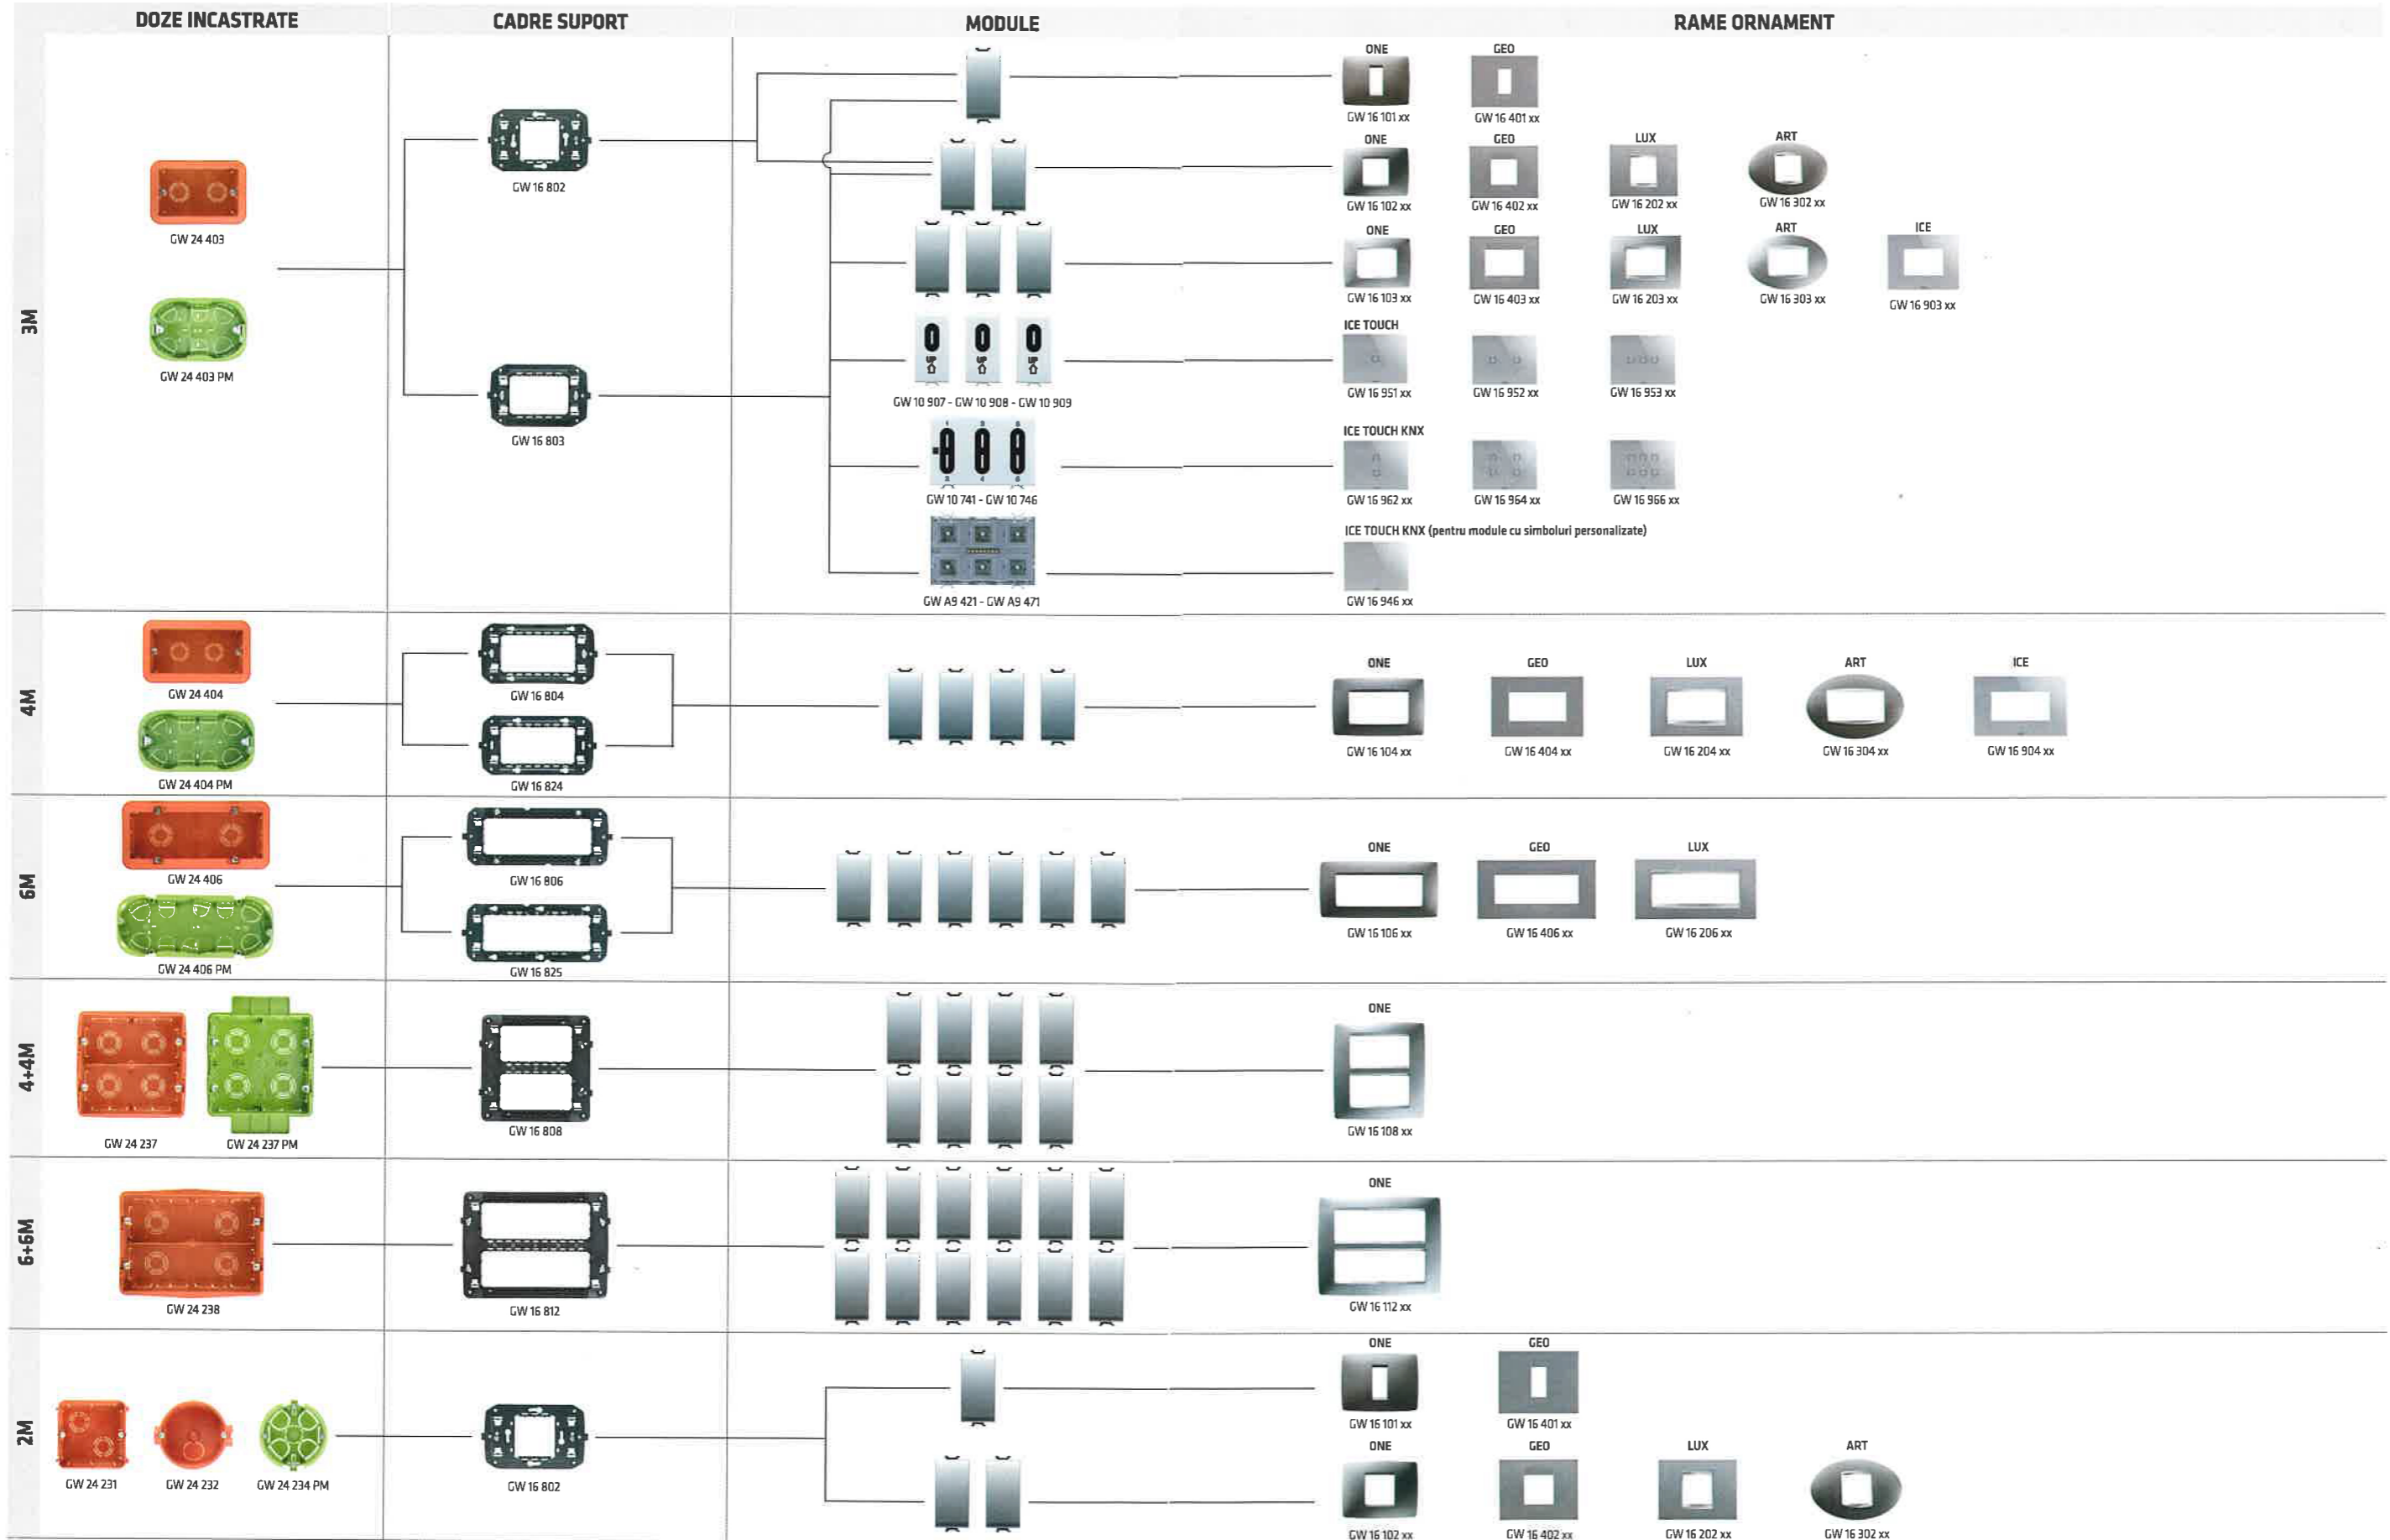 DOZE INCASTRATE
CADRE SUPORT
MODULE
RAME ORNAMENT
3M
GW 24 403
GW 24 403 PM
GW 16 802
GW 16 803
UP UP UP
GW 10 907 - GW 10 908 - GW 10 909
GW 10 741 - GW 10 746
GW A9 421 - GW A9 471
ONE GEO
GW 16 101 xx GW 16 401 xx
ONE GEO LUX ART
GW 16 102 xx GW 16 402 xx GW 16 202 xx GW 16 302 xx
ONE GEO LUX ART ICE
GW 16 103 xx GW 16 403 xx GW 16 203 xx GW 16 303 xx GW 16 903 xx
ICE TOUCH
GW 16 951 xx GW 16 952 xx GW 16 953 xx
ICE TOUCH KNX
GW 16 962 xx GW 16 964 xx GW 16 966 xx
ICE TOUCH KNX (pentru module cu simboluri personalizate)
GW 16 946 xx
4M
GW 24 404
GW 24 404 PM
GW 16 804
GW 16 824
ONE GEO LUX ART ICE
GW 16 104 xx GW 16 404 xx GW 16 204 xx GW 16 304 xx GW 16 904 xx
6M
GW 24 406
GW 24 406 PM
GW 16 806
GW 16 825
ONE GEO LUX
GW 16 106 xx GW 16 406 xx GW 16 206 xx
4+4M
GW 24 237 GW 24 237 PM
GW 16 808
ONE
GW 16 108 xx
6+6M
GW 24 238
GW 16 812
ONE
GW 16 112 xx
2M
GW 24 231 GW 24 232 GW 24 234 PM
GW 16 802
ONE GEO
GW 16 101 xx GW 16 401 xx
ONE GEO LUX ART
GW 16 102 xx GW 16 402 xx GW 16 202 xx GW 16 302 xx